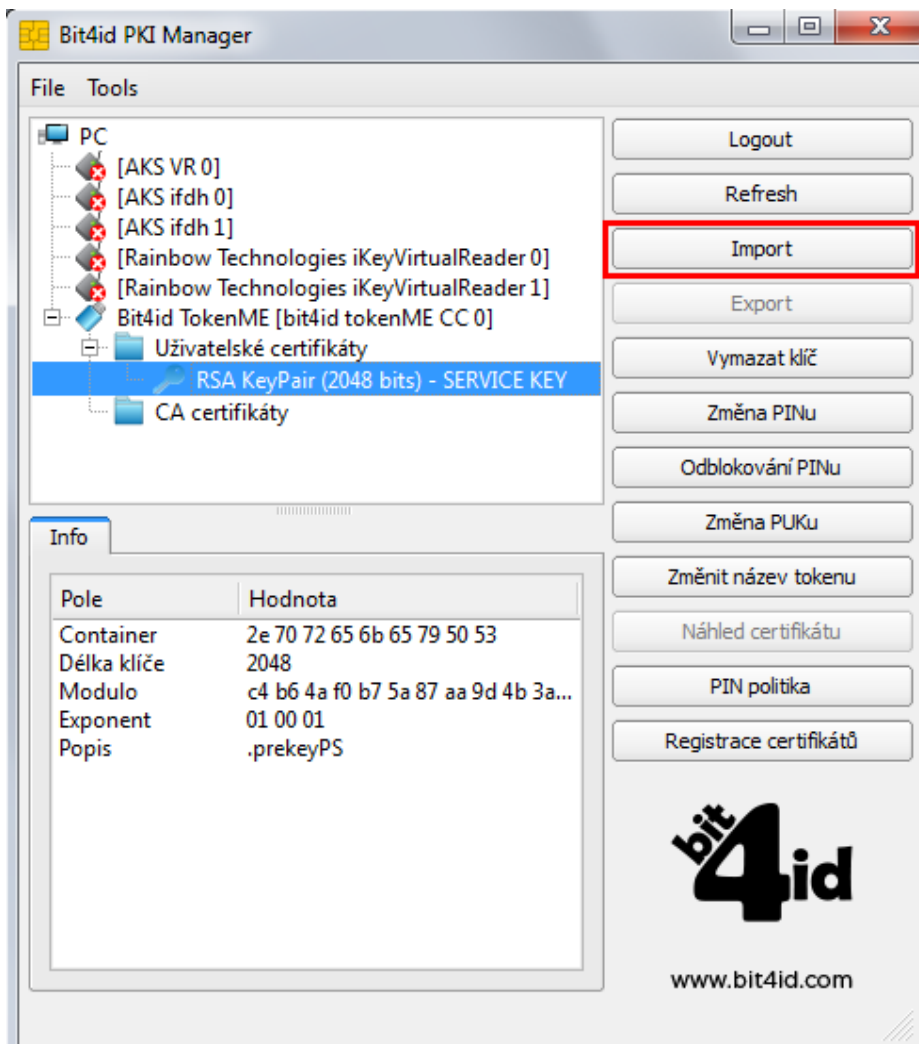 Bit4id PKI Manager
File Tools
PC
[AKS VR 0]
[AKS ifdh 0]
[AKS ifdh 1]
[Rainbow Technologies iKeyVirtualReader 0]
[Rainbow Technologies iKeyVirtualReader 1]
Bit4id TokenME [bit4id tokenME CC 0]
Uživatelské certifikáty
RSA KeyPair (2048 bits) - SERVICE KEY
CA certifikáty
Logout
Refresh
Import
Export
Vymazat klíč
Změna PINu
Odblokování PINu
Změna PUKu
Změnit název tokenu
Náhled certifikátu
PIN politika
Registrace certifikátů
Info
Pole Hodnota
Container 2e 70 72 65 6b 65 79 50 53
Délka klíče 2048
Modulo c4 b6 4a f0 b7 5a 87 aa 9d 4b 3a...
Exponent 01 00 01
Popis .prekeyPS
bit4id
www.bit4id.com